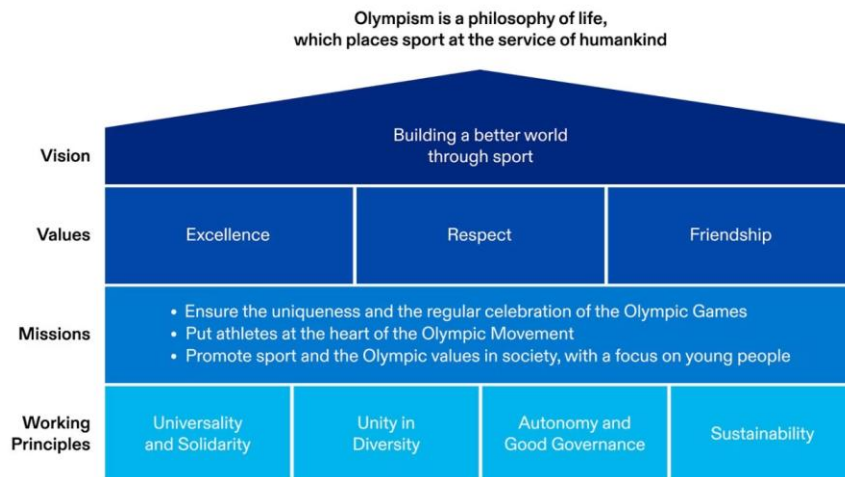 Olympism is a philosophy of life,
which places sport at the service of humankind
Vision
Building a better world
through sport
Values
Excellence
Respect
Friendship
Missions
• Ensure the uniqueness and the regular celebration of the Olympic Games
• Put athletes at the heart of the Olympic Movement
• Promote sport and the Olympic values in society, with a focus on young people
Working
Principles
Universality
and Solidarity
Unity in
Diversity
Autonomy and
Good Governance
Sustainability